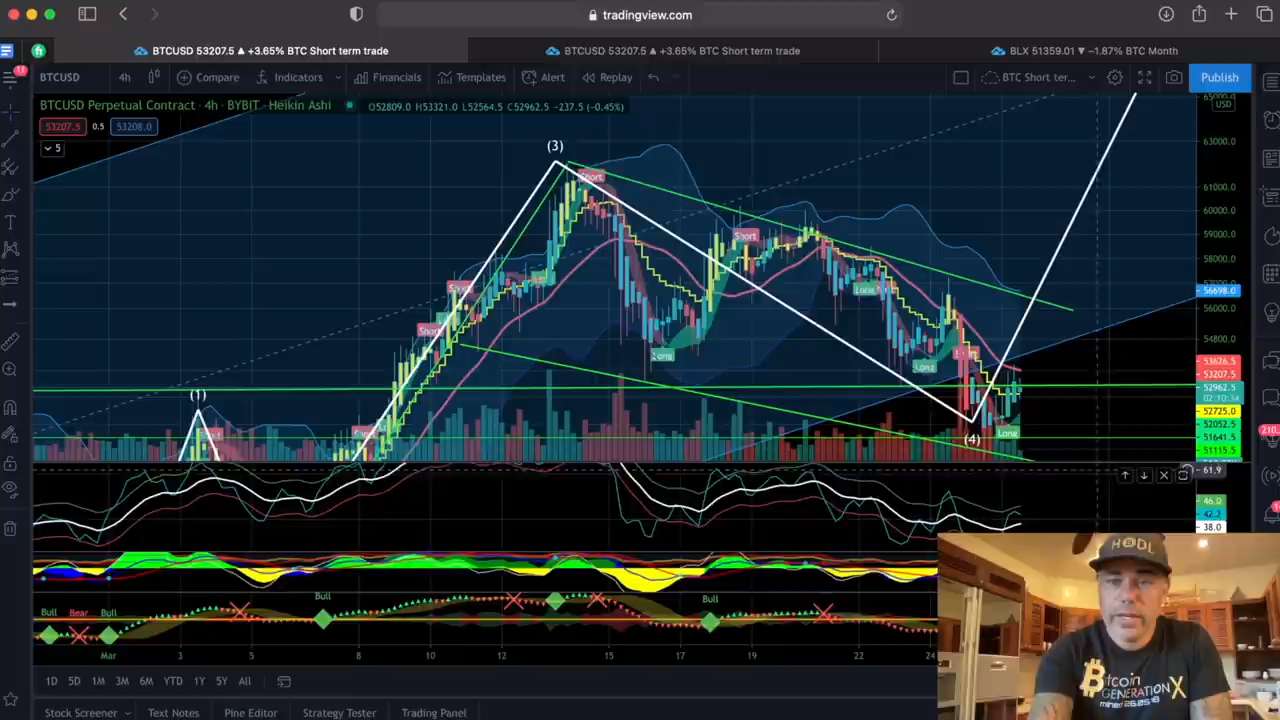 tradingview.com
BTCUSD 53207.5 ▲ +3.65% BTC Short term trade
BTCUSD 53207.5 ▲ +3.65% BTC Short term trade
BLX 51359.01 ▼ −1.87% BTC Month
BTCUSD 4h Compare Indicators Financials Templates Alert Replay BTC Short ter... Publish
BTCUSD Perpetual Contract · 4h · BYBIT · Heikin Ashi O52809.0 H53321.0 L52564.5 C52962.5 −237.5 (−0.45%)
53207.5 0.5 53208.0
5
USD
63000.0
61000.0
60000.0
59000.0
58000.0
56698.0
56000.0
54800.0
53626.5
53207.5
52962.5
02:10:34
52725.0
52052.5
51641.5
51115.5
(3)
Short
Short
Short
Short
Long
Long
Long
(1)
(4)
Long
61.9
46.0
42.2
38.0
Bull Bear Bull
Bull
Bull
Mar 3 5 8 10 12 15 17 19 22 24
1D 5D 1M 3M 6M YTD 1Y 5Y All
Stock Screener Text Notes Pine Editor Strategy Tester Trading Panel
HODL
Bitcoin
GENERATION X